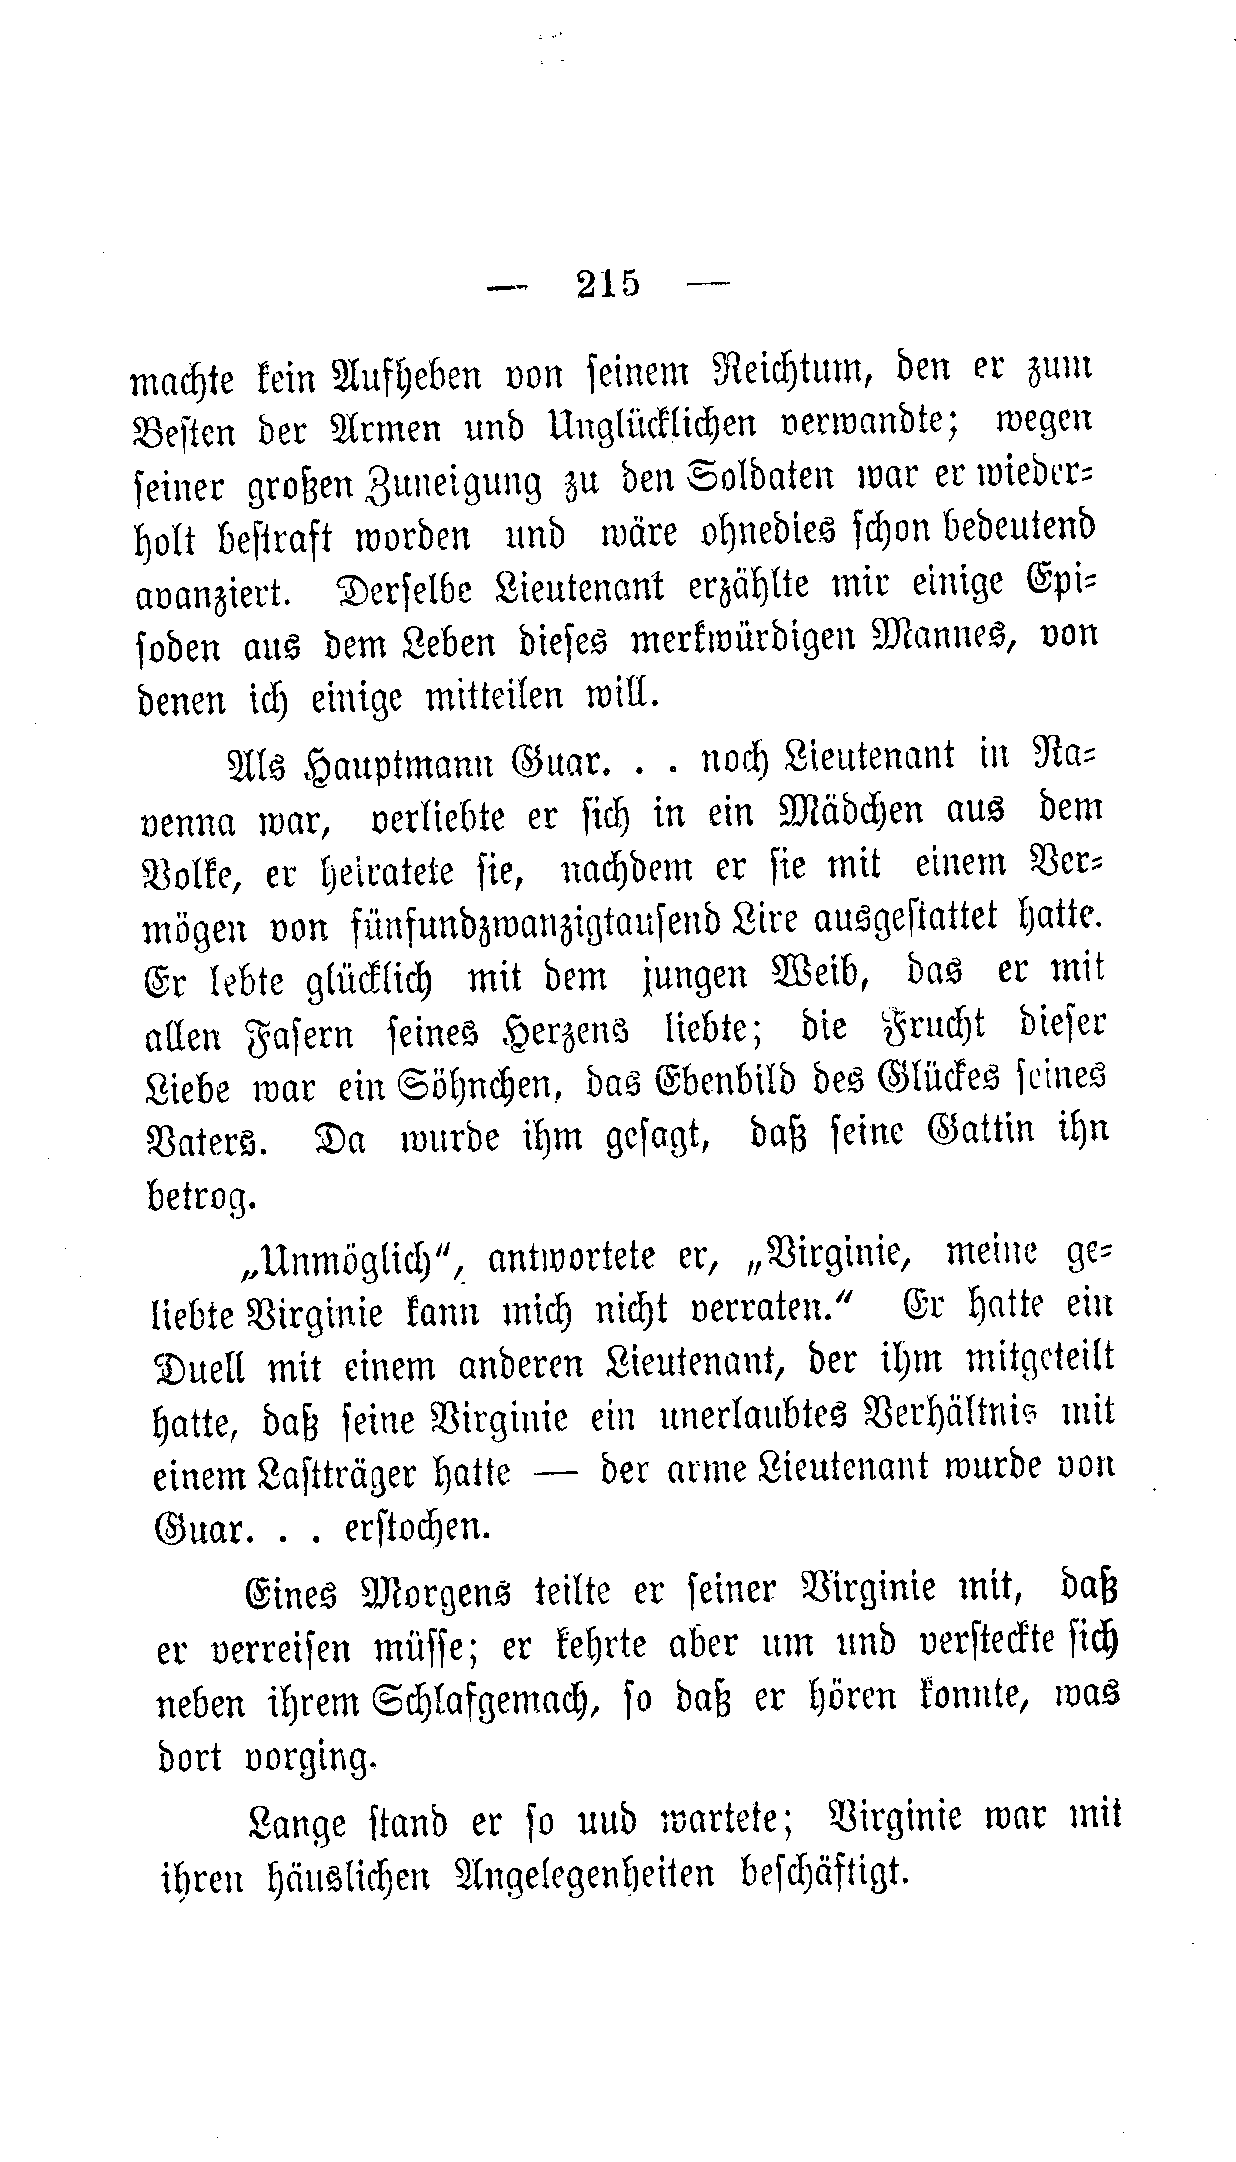 — 215 —
machte kein Aufheben von seinem Reichtum, den er zum
Besten der Armen und Unglücklichen verwandte; wegen
seiner großen Zuneigung zu den Soldaten war er wieder-
holt bestraft worden und wäre ohnedies schon bedeutend
avanziert. Derselbe Lieutenant erzählte mir einige Epi-
soden aus dem Leben dieses merkwürdigen Mannes, von
denen ich einige mitteilen will.
Als Hauptmann Guar. . . noch Lieutenant in Ra-
venna war, verliebte er sich in ein Mädchen aus dem
Volke, er heiratete sie, nachdem er sie mit einem Ver-
mögen von fünfundzwanzigtausend Lire ausgestattet hatte.
Er lebte glücklich mit dem jungen Weib, das er mit
allen Fasern seines Herzens liebte; die Frucht dieser
Liebe war ein Söhnchen, das Ebenbild des Glückes seines
Vaters. Da wurde ihm gesagt, daß seine Gattin ihn
betrog.
„Unmöglich“, antwortete er, „Virginie, meine ge-
liebte Virginie kann mich nicht verraten.“ Er hatte ein
Duell mit einem anderen Lieutenant, der ihm mitgeteilt
hatte, daß seine Virginie ein unerlaubtes Verhältnis mit
einem Lastträger hatte — der arme Lieutenant wurde von
Guar. . . erstochen.
Eines Morgens teilte er seiner Virginie mit, daß
er verreisen müsse; er kehrte aber um und versteckte sich
neben ihrem Schlafgemach, so daß er hören konnte, was
dort vorging.
Lange stand er so uud wartete; Virginie war mit
ihren häuslichen Angelegenheiten beschäftigt.